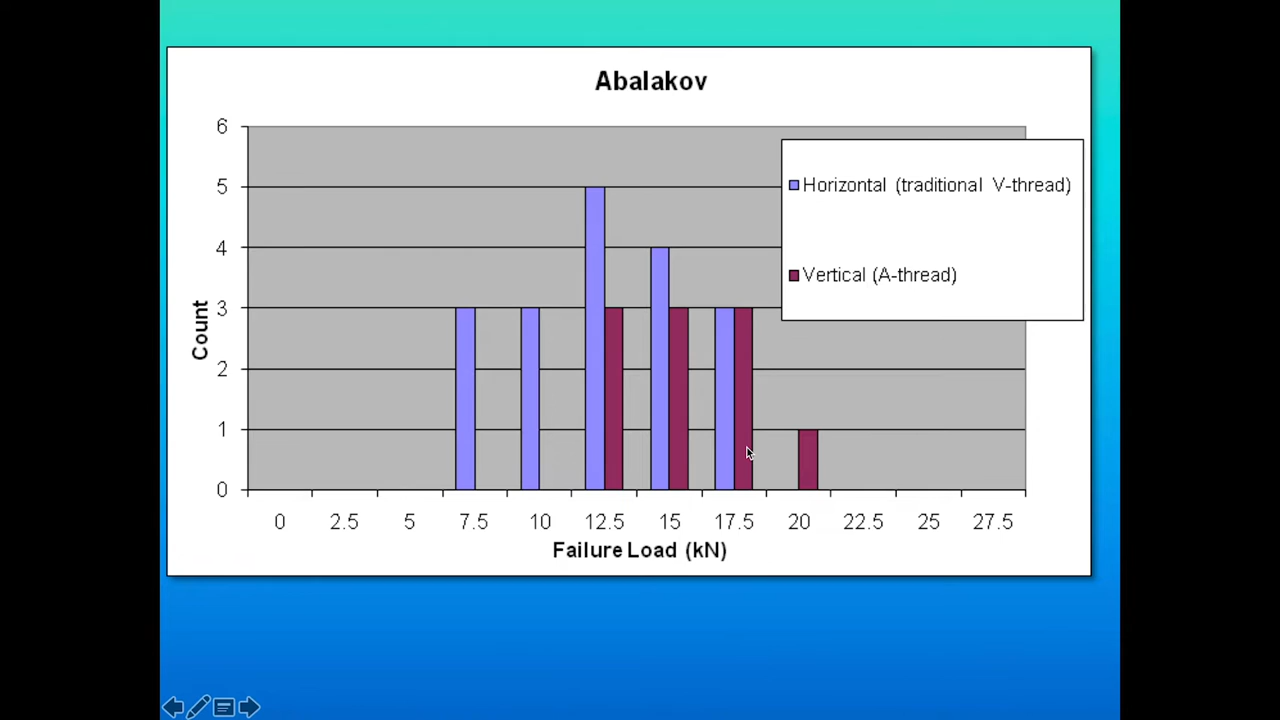 Abalakov
6
5
4
3
2
1
0
Count
Horizontal (traditional V-thread)
Vertical (A-thread)
0 2.5 5 7.5 10 12.5 15 17.5 20 22.5 25 27.5
Failure Load (kN)